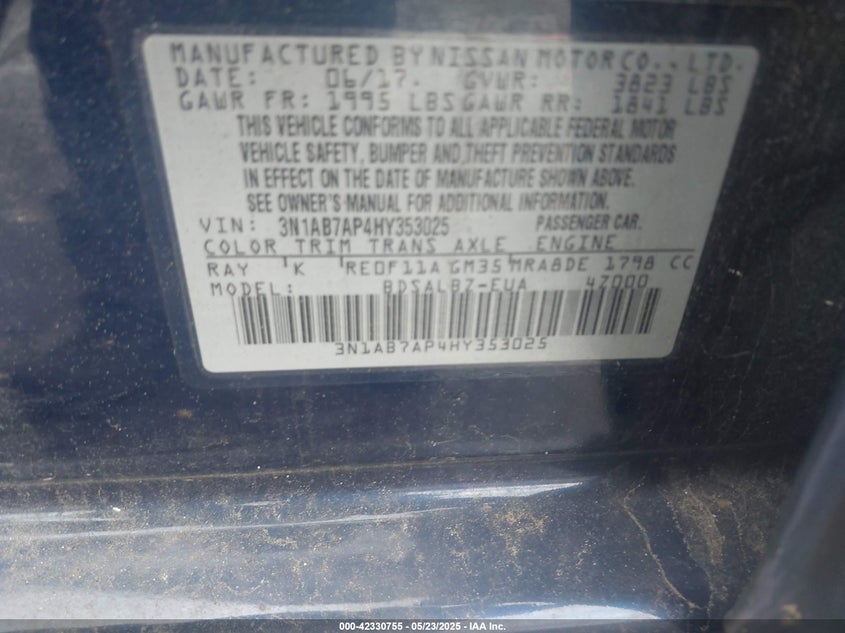 MANUFACTURED BY NISSAN MOTOR CO., LTD.
DATE: 06/17. GVWR: 3823 LBS
GAWR FR: 1995 LBS GAWR RR: 1841 LBS
THIS VEHICLE CONFORMS TO ALL APPLICABLE FEDERAL MOTOR
VEHICLE SAFETY, BUMPER AND THEFT PREVENTION STANDARDS
IN EFFECT ON THE DATE OF MANUFACTURE SHOWN ABOVE.
SEE OWNER'S MANUAL FOR ADDITIONAL INFORMATION.
VIN: 3N1AB7AP4HY353025 PASSENGER CAR.
COLOR TRIM TRANS AXLE ENGINE
RAY K RE0F11A GM35 MRA8DE 1798 CC
MODEL: BDSALBZ-EUA 4Z000
3N1AB7AP4HY353025
000-42330755 - 05/23/2025 - IAA Inc.